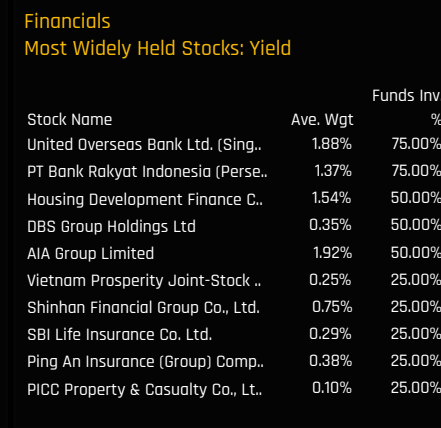 Financials
Most Widely Held Stocks: Yield
Funds Inv.
Stock Name Ave. Wgt %
United Overseas Bank Ltd. (Sing.. 1.88% 75.00%
PT Bank Rakyat Indonesia (Perse.. 1.37% 75.00%
Housing Development Finance C.. 1.54% 50.00%
DBS Group Holdings Ltd 0.35% 50.00%
AIA Group Limited 1.92% 50.00%
Vietnam Prosperity Joint-Stock .. 0.25% 25.00%
Shinhan Financial Group Co., Ltd. 0.75% 25.00%
SBI Life Insurance Co. Ltd. 0.29% 25.00%
Ping An Insurance (Group) Comp.. 0.38% 25.00%
PICC Property & Casualty Co., Lt.. 0.10% 25.00%